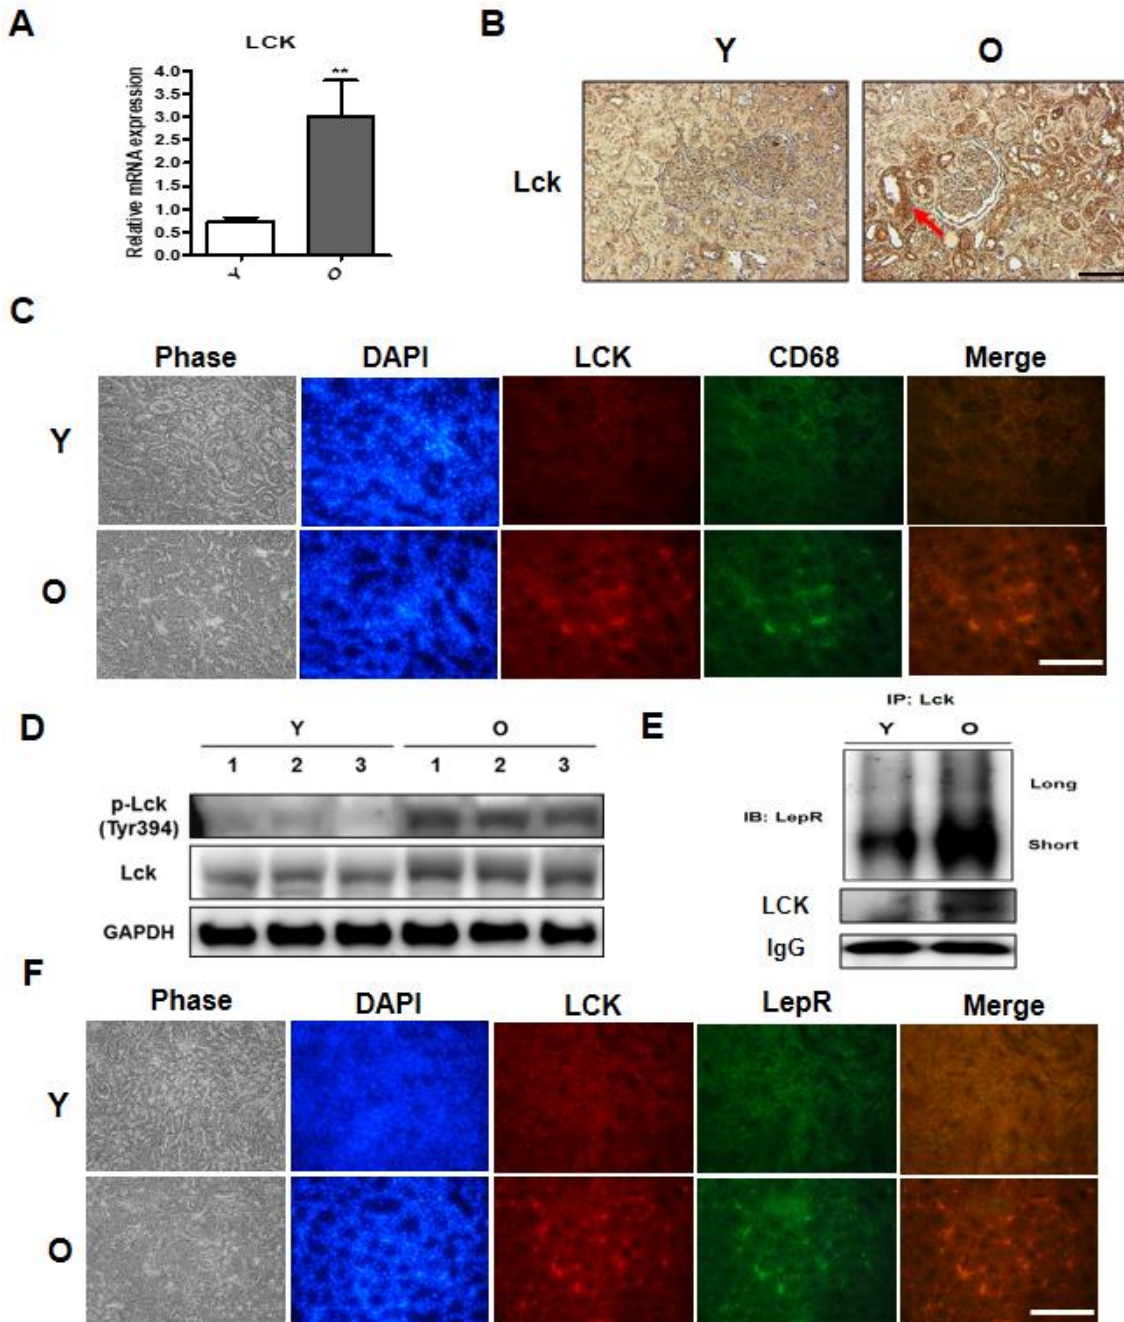 A
LCK
Relative mRNA expression
4.0
3.5
3.0
2.5
2.0
1.5
1.0
0.5
0.0
**
Y
O
B
Y
O
Lck
C
Phase DAPI LCK CD68 Merge
Y
O
D
Y O
1 2 3 1 2 3
p-Lck
(Tyr394)
Lck
GAPDH
E
IP: Lck
Y O
IB: LepR
Long
Short
LCK
IgG
F
Phase DAPI LCK LepR Merge
Y
O